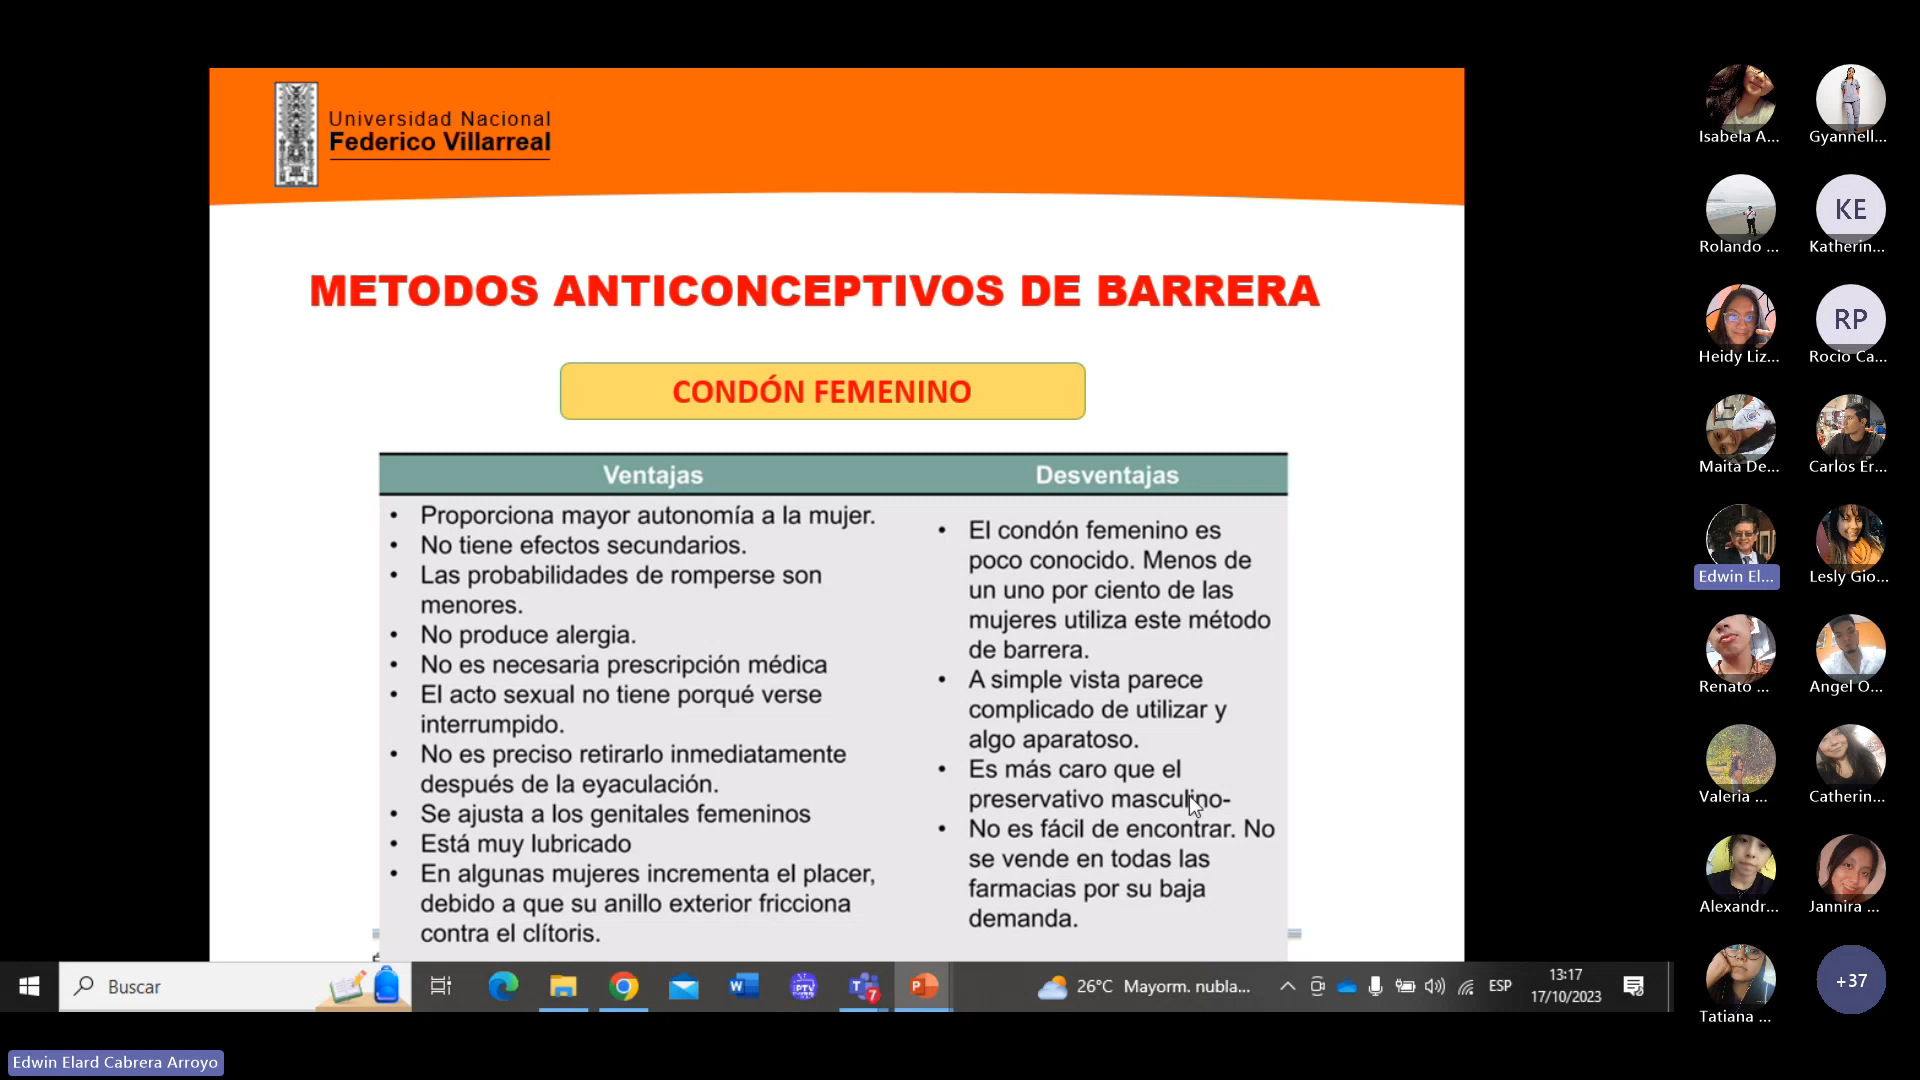 Universidad Nacional
Federico Villarreal
METODOS ANTICONCEPTIVOS DE BARRERA
CONDÓN FEMENINO
Ventajas
• Proporciona mayor autonomía a la mujer.
• No tiene efectos secundarios.
• Las probabilidades de romperse son
menores.
• No produce alergia.
• No es necesaria prescripción médica
• El acto sexual no tiene porqué verse
interrumpido.
• No es preciso retirarlo inmediatamente
después de la eyaculación.
• Se ajusta a los genitales femeninos
• Está muy lubricado
• En algunas mujeres incrementa el placer,
debido a que su anillo exterior fricciona
contra el clítoris.
Desventajas
• El condón femenino es
poco conocido. Menos de
un uno por ciento de las
mujeres utiliza este método
de barrera.
• A simple vista parece
complicado de utilizar y
algo aparatoso.
• Es más caro que el
preservativo masculino-
• No es fácil de encontrar. No
se vende en todas las
farmacias por su baja
demanda.
Buscar
IPTV
7
26°C Mayorm. nubla...
ESP
13:17
17/10/2023
Edwin Elard Cabrera Arroyo
Isabela A...
Gyannell...
Rolando ...
KE
Katherin...
Heidy Liz...
RP
Rocio Ca...
Maita De...
Carlos Er...
Edwin El...
Lesly Gio...
Renato ...
Angel O...
Valeria ...
Catherin...
Alexandr...
Jannira ...
Tatiana ...
+37